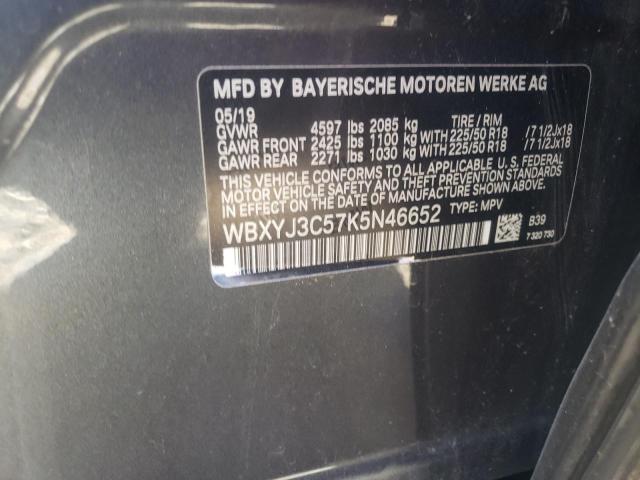 MFD BY BAYERISCHE MOTOREN WERKE AG
05/19 TIRE / RIM
GVWR 4597 lbs 2085 kg
GAWR FRONT 2425 lbs 1100 kg WITH 225/50 R18 /7 1/2Jx18
GAWR REAR 2271 lbs 1030 kg WITH 225/50 R18 /7 1/2Jx18
THIS VEHICLE CONFORMS TO ALL APPLICABLE U. S. FEDERAL
MOTOR VEHICLE SAFETY AND THEFT PREVENTION STANDARDS
IN EFFECT ON THE DATE OF MANUFACTURE SHOWN ABOVE.
WBXYJ3C57K5N46652 TYPE: MPV
B39
7 320 730